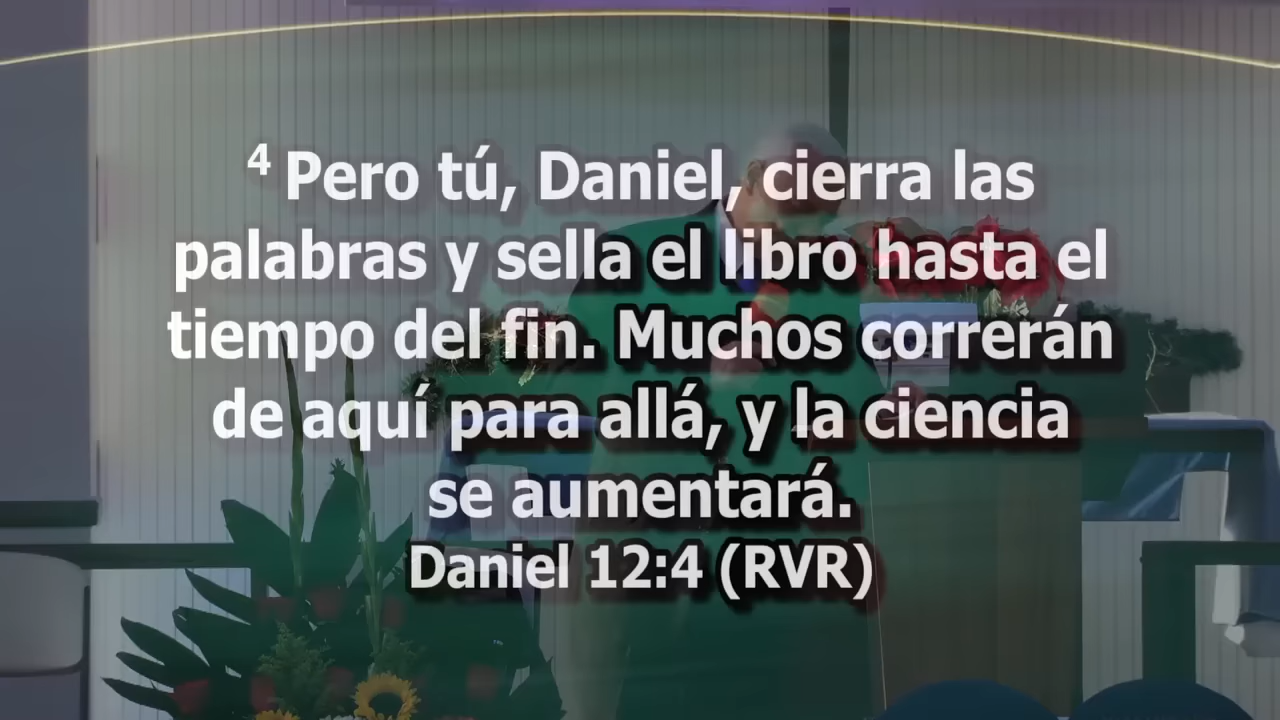 4 Pero tú, Daniel, cierra las
palabras y sella el libro hasta el
tiempo del fin. Muchos correrán
de aquí para allá, y la ciencia
se aumentará.
Daniel 12:4 (RVR)